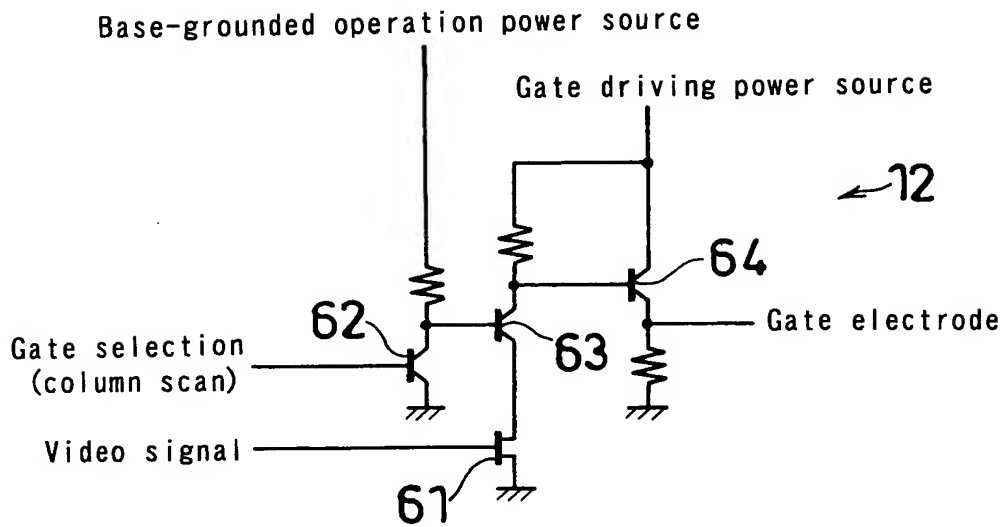 Base-grounded operation power source
Gate driving power source
12
64
62
Gate electrode
63
Gate selection
(column scan)
Video signal
61